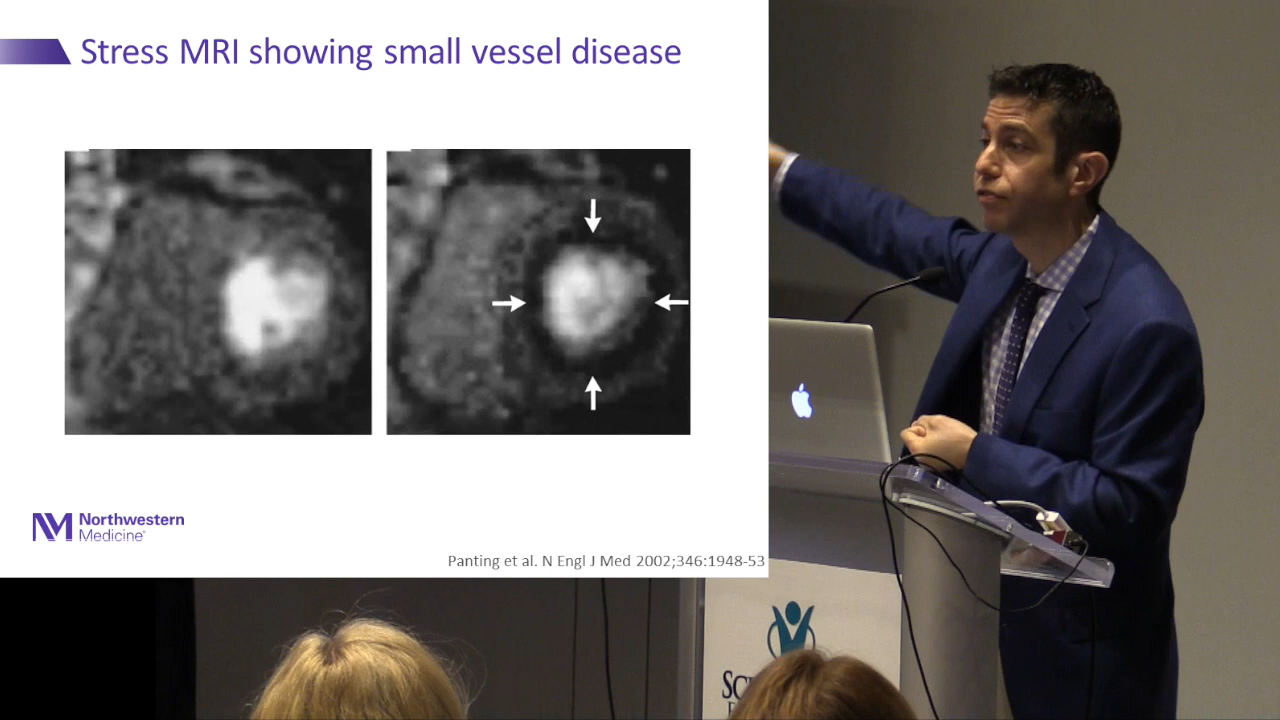 Stress MRI showing small vessel disease
Northwestern
Medicine
Panting et al. N Engl J Med 2002;346:1948-53